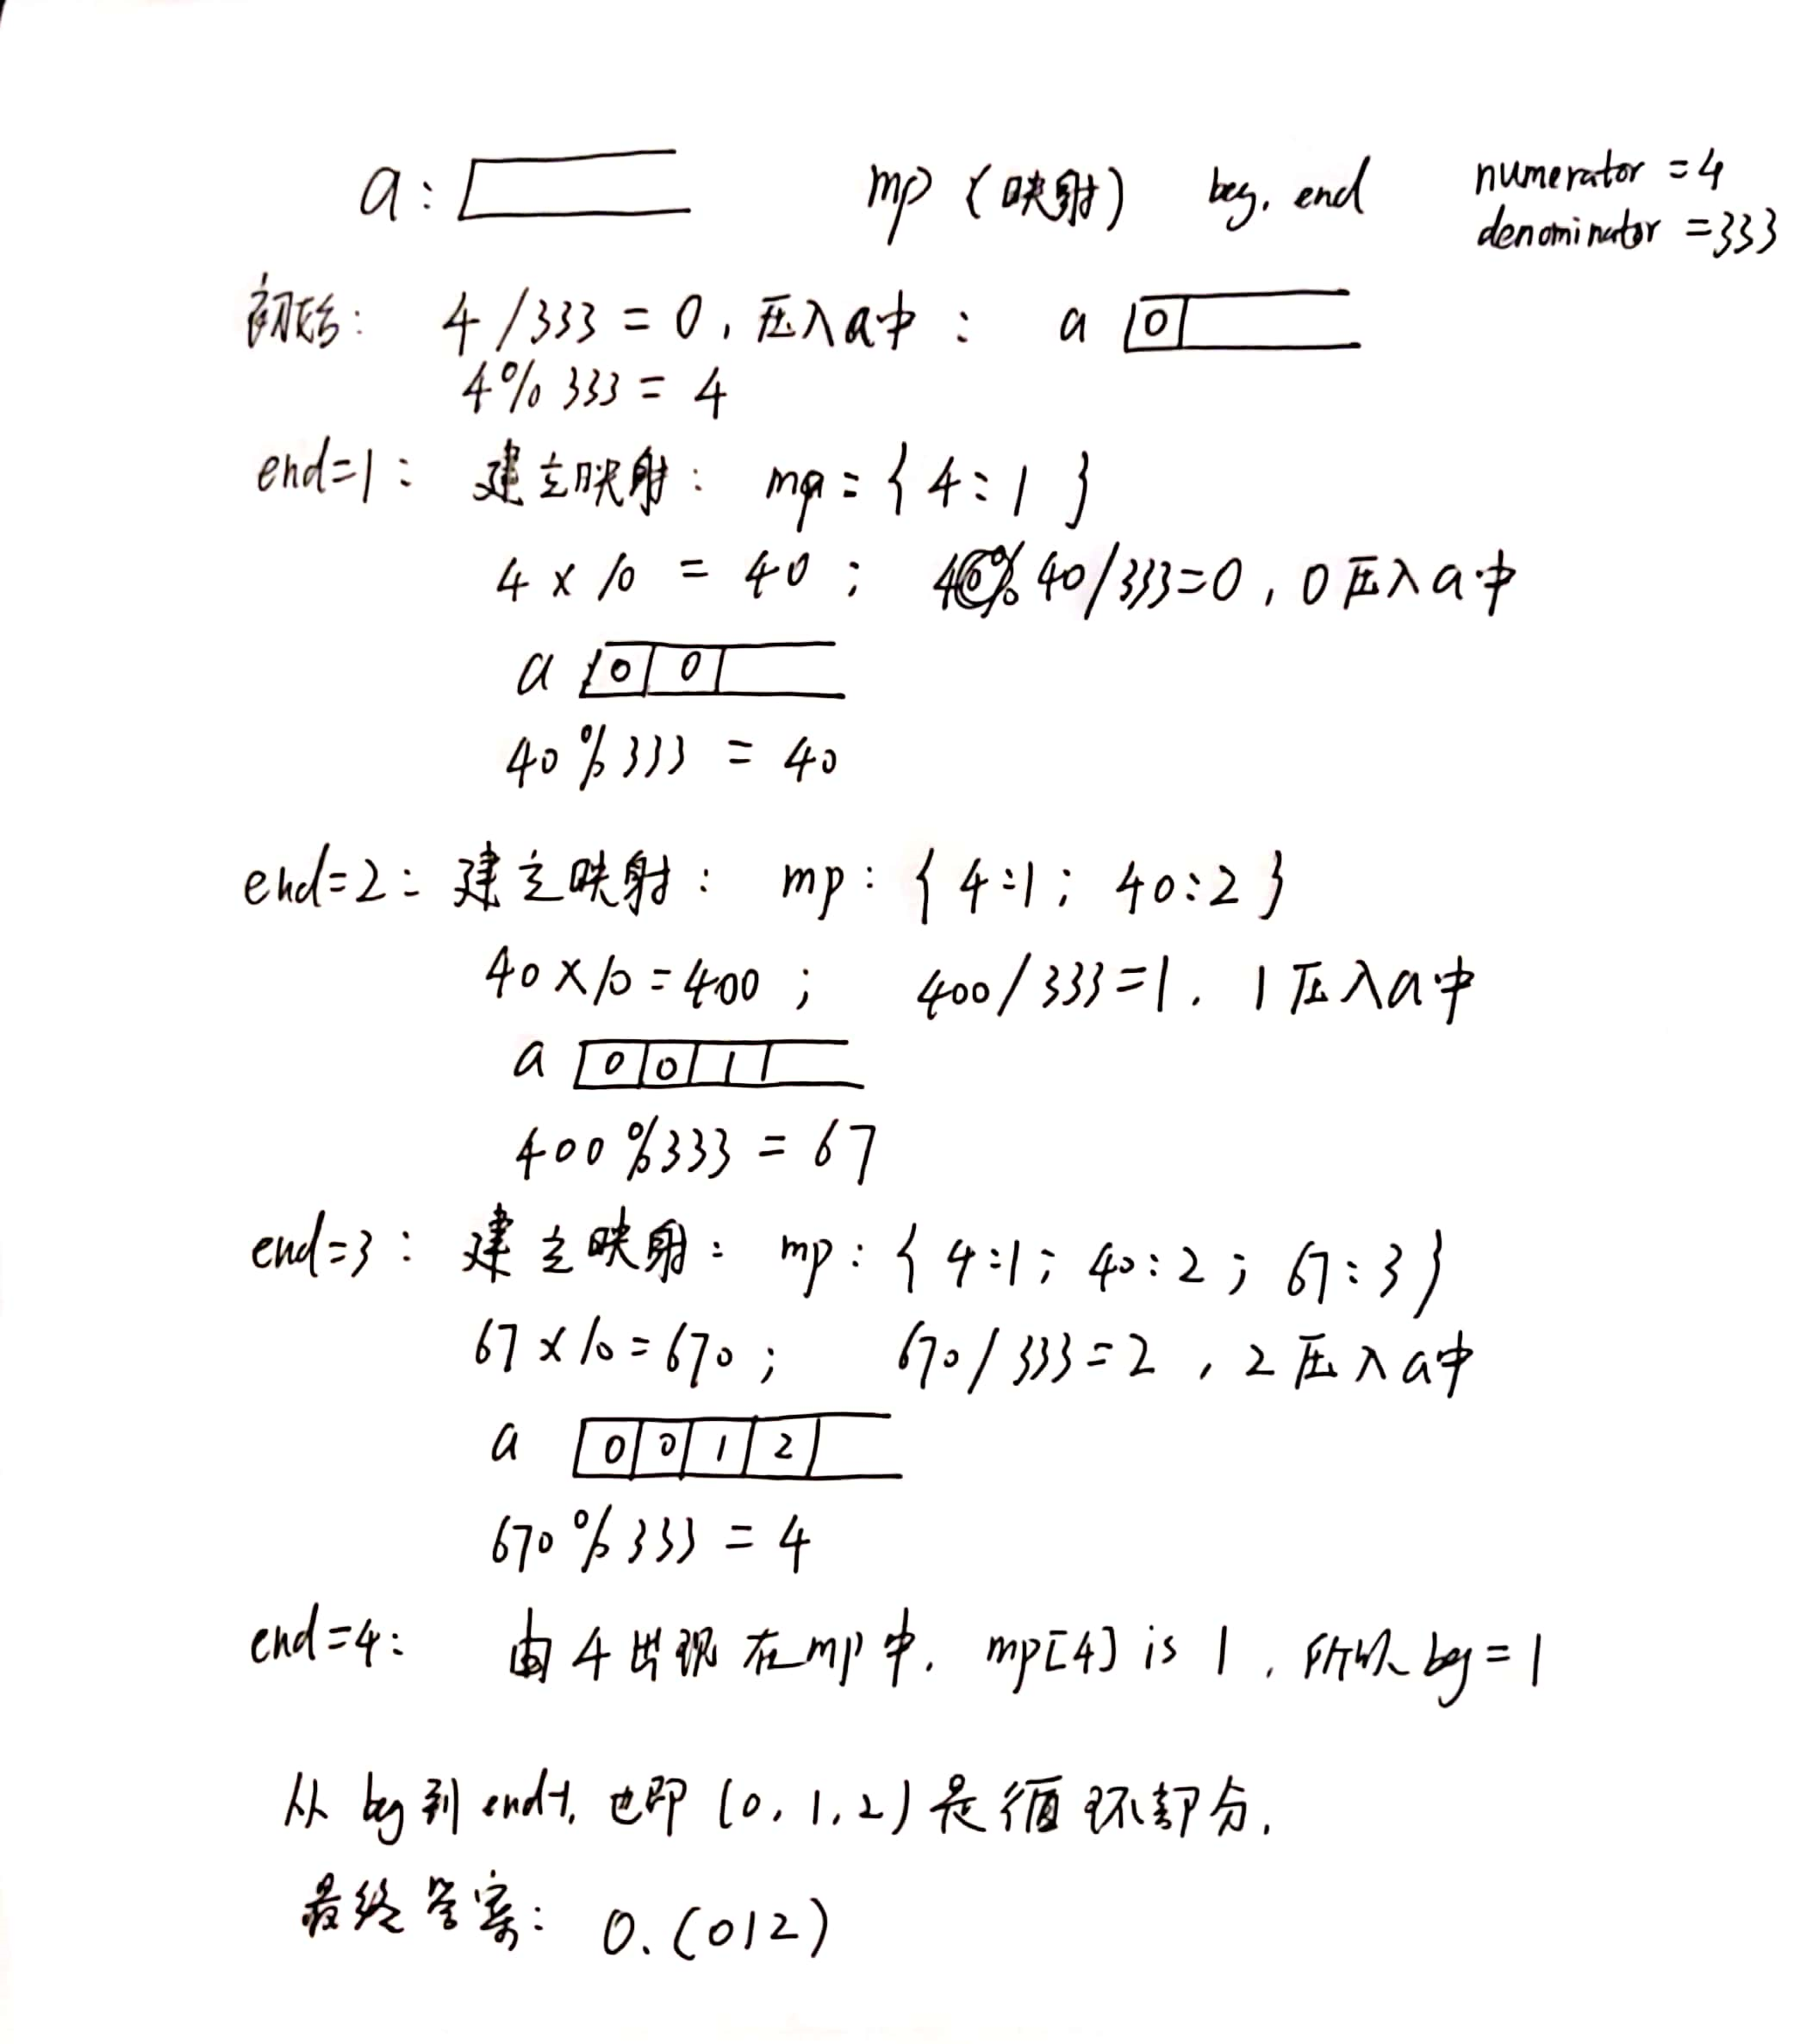 a:
mp (映射) beg, end numerator = 4
denominator = 333
初始: 4/333 = 0, 压入a中: a 0
4%333 = 4
end=1: 建立映射: mp = {4:1}
4×10 = 40; 40/333=0, 0压入a中
a 0 0
40%333 = 40
end=2: 建立映射: mp: {4:1; 40:2}
40×10=400; 400/333=1, 1压入a中
a 0 0 1
400%333 = 67
end=3: 建立映射: mp: {4:1; 40:2; 67:3}
67×10=670; 670/333=2, 2压入a中
a 0 0 1 2
670%333 = 4
end=4: 由4出现在mp中, mp[4] is 1, 所以beg=1
从beg到end-1, 也即(0,1,2)是循环部分.
最终答案: 0.(012)